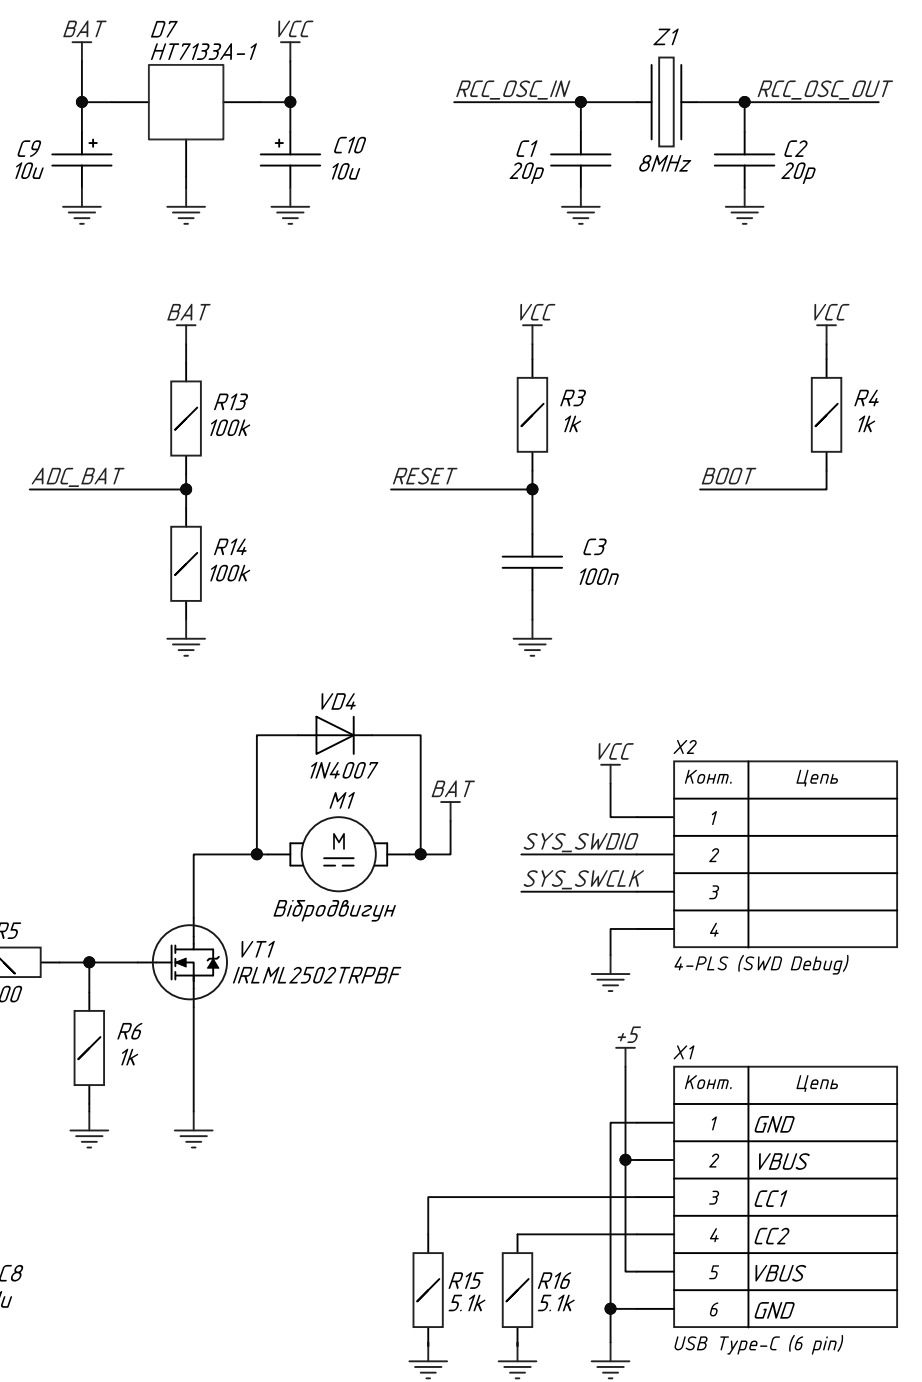 BAT
D7
HT7133A-1
VCC
+
C9
10u
+
C10
10u
Z1
RCC_OSC_IN
RCC_OSC_OUT
C1
20p
8MHz
C2
20p
BAT
R13
100k
ADC_BAT
R14
100k
VCC
R3
1k
RESET
C3
100n
VCC
R4
1k
BOOT
VD4
1N4007
M1
BAT
M
Вібродвигун
R5
00
VT1
IRLML2502TRPBF
R6
1k
VCC
X2
Конт. Цепь
1
SYS_SWDIO 2
SYS_SWCLK 3
4
4-PLS (SWD Debug)
+5
X1
Конт. Цепь
1 GND
2 VBUS
3 CC1
4 CC2
5 VBUS
6 GND
USB Type-C (6 pin)
R15
5.1k
R16
5.1k
C8
u